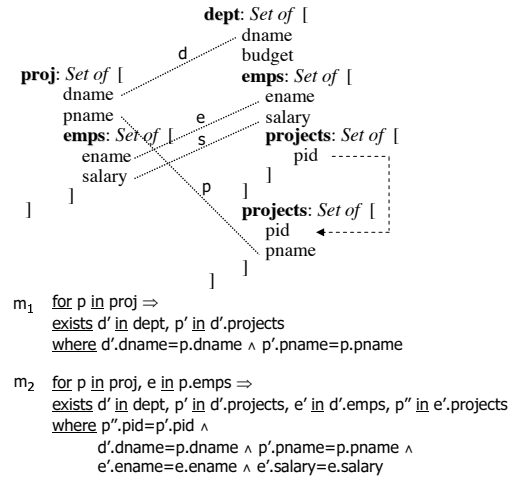 dept: Set of [
d
dname
budget
proj: Set of [
emps: Set of [
dname
ename
pname
e
salary
emps: Set of [
s
projects: Set of [
ename
pid
salary
p
]
]
]
]
projects: Set of [
pid
pname
]
]
m1 for p in proj ⇒
exists d' in dept, p' in d'.projects
where d'.dname=p.dname ∧ p'.pname=p.pname
m2 for p in proj, e in p.emps ⇒
exists d' in dept, p' in d'.projects, e' in d'.emps, p'' in e'.projects
where p''.pid=p'.pid ∧
d'.dname=p.dname ∧ p'.pname=p.pname ∧
e'.ename=e.ename ∧ e'.salary=e.salary